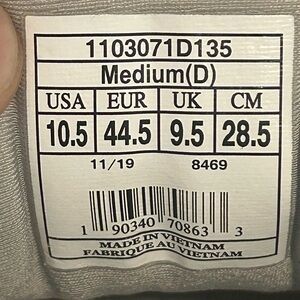 1103071D135
Medium(D)
USA EUR UK CM
10.5 44.5 9.5 28.5
11/19 8469
1 90340 70863 3
MADE IN VIETNAM
FABRIQUE AU VIETNAM